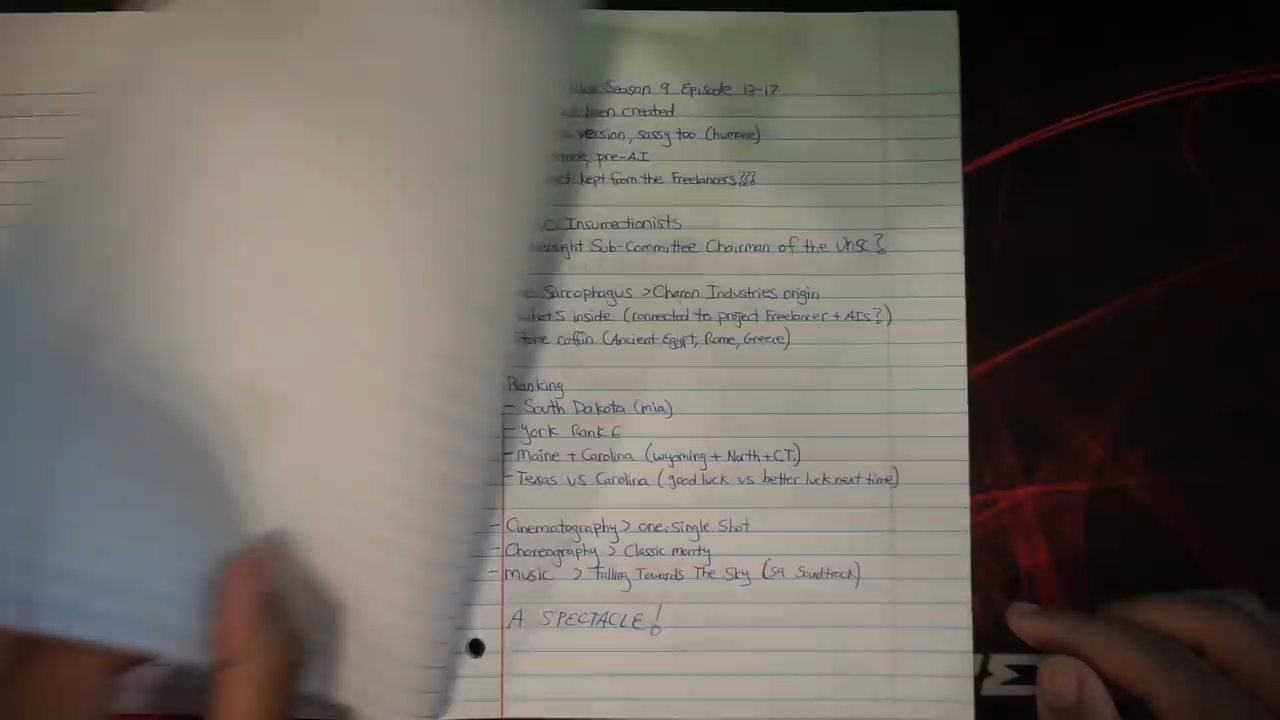 Season 9 Episode 13-17
been created
version, sassy too (humane)
pre-A.I
kept from the Freelancers???
Insurrectionists
Sub-Committee Chairman of the UNSC?
Sarcophagus > Charon Industries origin
what's inside (connected to project Freelancer + AIs?)
Stone coffin (Ancient Egypt, Rome, Greece)
Ranking
- South Dakota (mia)
- York Rank 6
- Maine + Carolina (wyoming + North + C.T.)
- Texas vs Carolina (good luck vs better luck next time)
- Cinematography > one single shot
- Choreography > Classic monty
- Music > Falling Towards The Sky (S9 Soundtrack)
A SPECTACLE!